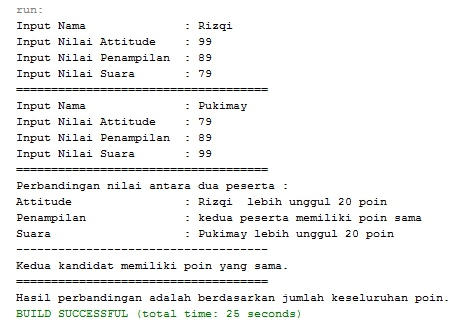 run:
Input Nama              : Rizqi
Input Nilai Attitude    : 99
Input Nilai Penampilan  : 89
Input Nilai Suara       : 79
====================================
Input Nama              : Pukimay
Input Nilai Attitude    : 79
Input Nilai Penampilan  : 89
Input Nilai Suara       : 99
====================================
Perbandingan nilai antara dua peserta :
Attitude                : Rizqi  lebih unggul 20 poin
Penampilan              : kedua peserta memiliki poin sama
Suara                   : Pukimay lebih unggul 20 poin
------------------------------------
Kedua kandidat memiliki poin yang sama.
====================================
Hasil perbandingan adalah berdasarkan jumlah keseluruhan poin.
BUILD SUCCESSFUL (total time: 25 seconds)